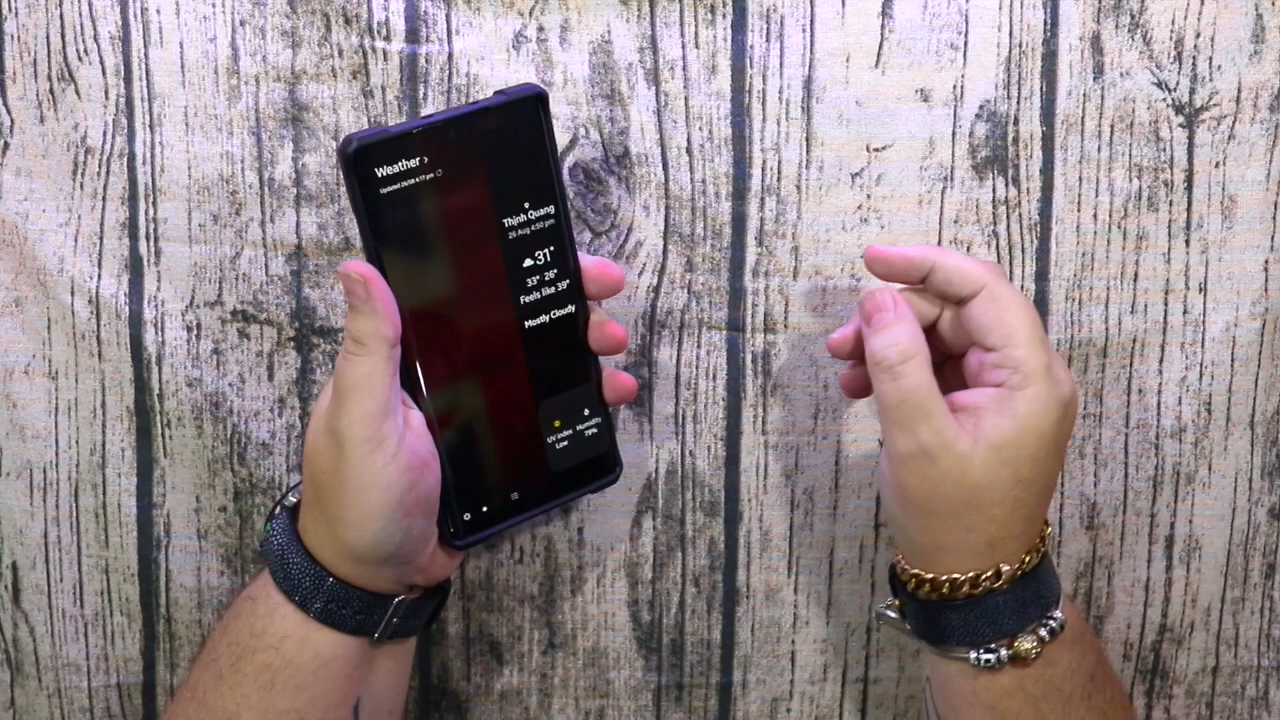 Weather ›
Updated 26/08 4:17 pm
Thịnh Quang
26 Aug 4:50 pm
31°
33° / 26°
Feels like 39°
Mostly Cloudy
UV index
Low
Humidity
79%